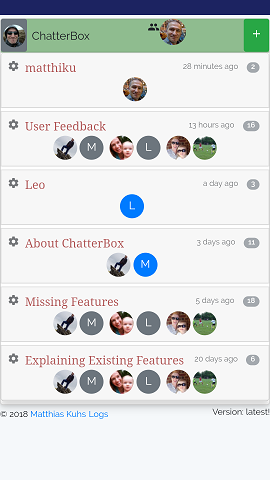 ChatterBox +
matthiku 28 minutes ago 2
User Feedback 13 hours ago 16
M L
Leo a day ago 3
L
About ChatterBox 3 days ago 11
M
Missing Features 5 days ago 18
M L
Explaining Existing Features 20 days ago 6
M L
© 2018 Matthias Kuhs Logs Version: latest!